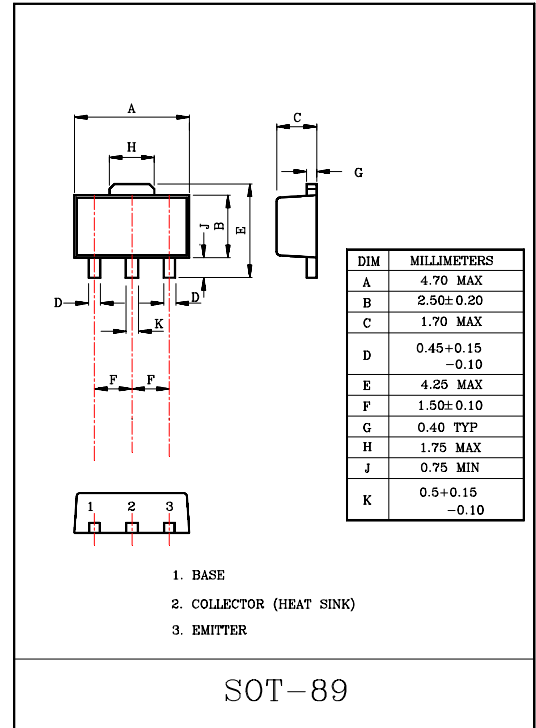 A
C
H
G
J
B
E
D
D
K
F
F
DIM MILLIMETERS
A 4.70 MAX
B 2.50±0.20
C 1.70 MAX
D 0.45+0.15
-0.10
E 4.25 MAX
F 1.50±0.10
G 0.40 TYP
H 1.75 MAX
J 0.75 MIN
K 0.5+0.15
-0.10
1 2 3
1. BASE
2. COLLECTOR (HEAT SINK)
3. EMITTER
SOT-89